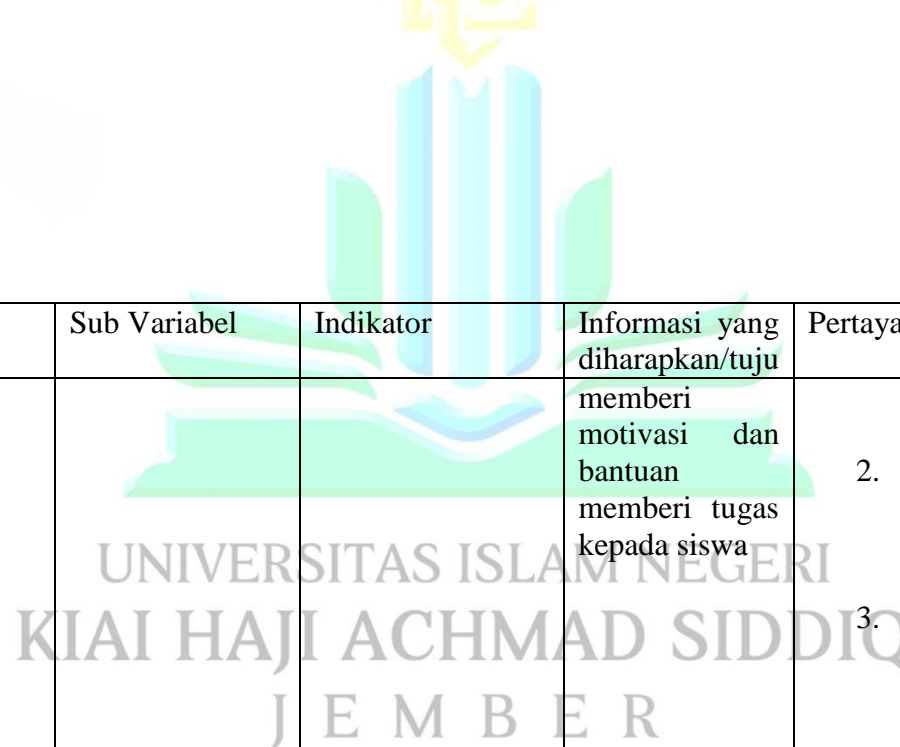 Sub Variabel
Indikator
Informasi yang
diharapkan/tuju
Pertaya
memberi
motivasi dan
bantuan
memberi tugas
kepada siswa
2.
3.
UNIVERSITAS ISLAM NEGERI
KIAI HAJI ACHMAD SIDDIQ
JEMBER